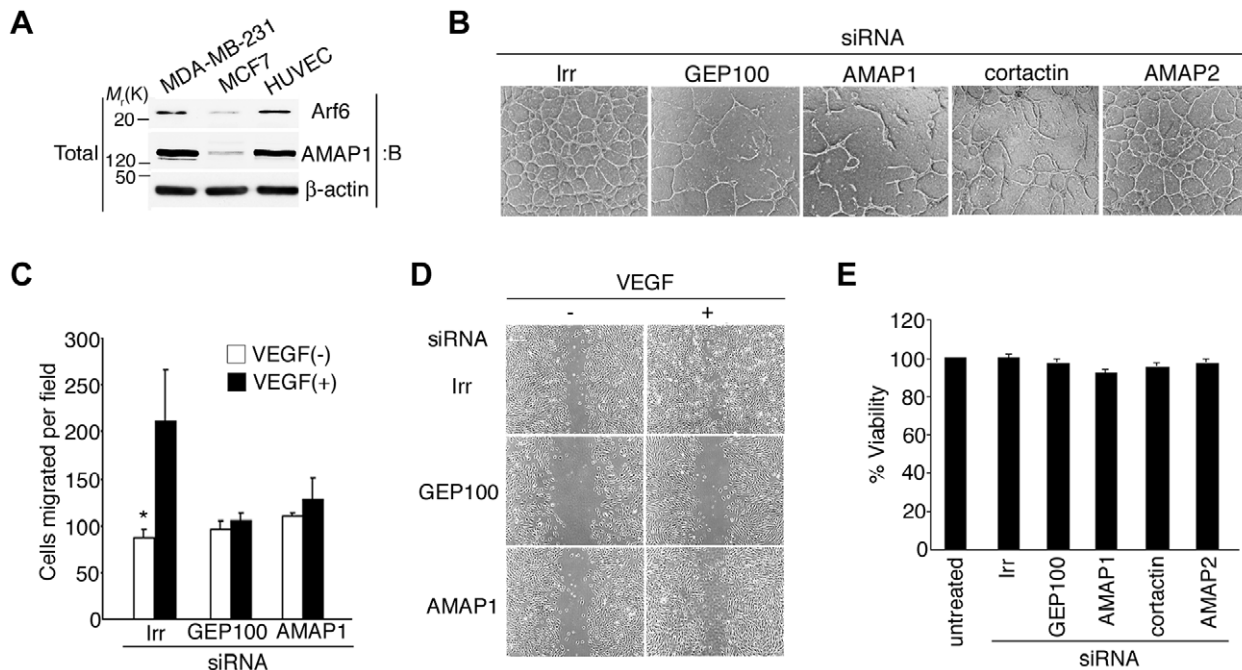 A
MDA-MB-231
MCF7
HUVEC
Mr(K)
20
Arf6
Total
120
AMAP1
:B
50
β-actin
B
siRNA
Irr
GEP100
AMAP1
cortactin
AMAP2
C
Cells migrated per field
300
250
200
150
100
50
0
VEGF(-)
VEGF(+)
*
Irr
GEP100
AMAP1
siRNA
D
VEGF
- +
siRNA
Irr
GEP100
AMAP1
E
% Viability
120
100
80
60
40
20
0
untreated
Irr
GEP100
AMAP1
cortactin
AMAP2
siRNA